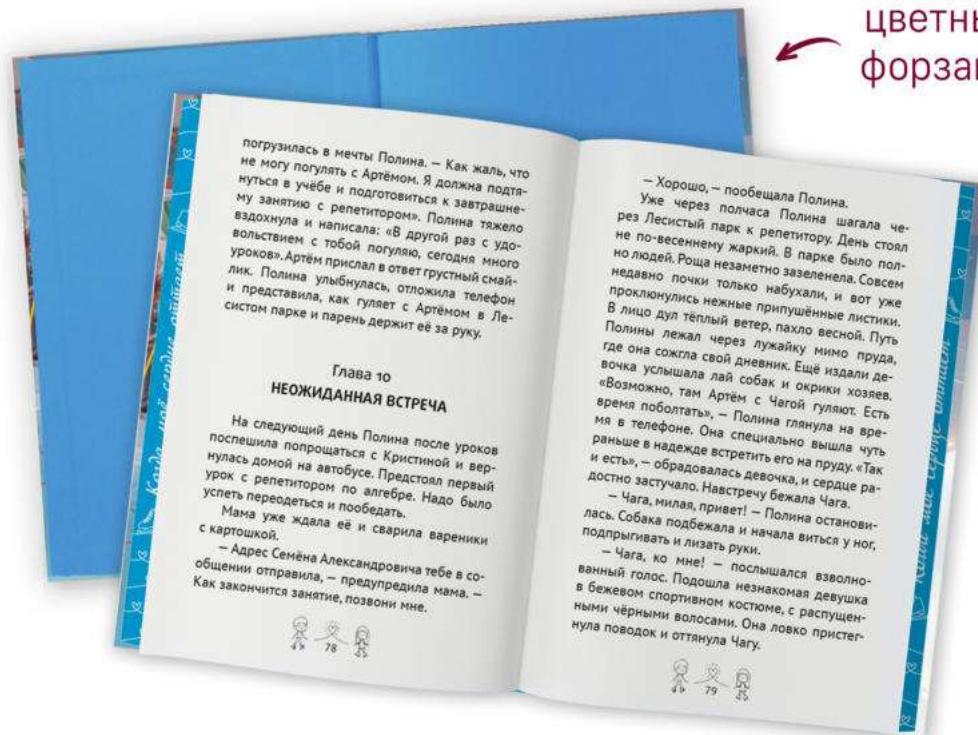 цветны
форза
погрузилась в мечты Полина. — Как жаль, что
не могу погулять с Артёмом. Я должна подтя-
нуться в учёбе и подготовиться к завтрашне-
му занятию с репетитором». Полина тяжело
вздохнула и написала: «В другой раз с удо-
вольствием с тобой погуляю, сегодня много
уроков». Артём прислал в ответ грустный смай-
лик. Полина улыбнулась, отложила телефон
и представила, как гуляет с Артёмом в Ле-
систом парке и парень держит её за руку.
Глава 10
НЕОЖИДАННАЯ ВСТРЕЧА
На следующий день Полина после уроков
поспешила попрощаться с Кристиной и вер-
нулась домой на автобусе. Предстоял первый
урок с репетитором по алгебре. Надо было
успеть переодеться и пообедать.
Мама уже ждала её и сварила вареники
с картошкой.
— Адрес Семёна Александровича тебе в со-
общении отправила, — предупредила мама. —
Как закончится занятие, позвони мне.
78
— Хорошо, — пообещала Полина.
Уже через полчаса Полина шагала че-
рез Лесистый парк к репетитору. День стоял
не по-весеннему жаркий. В парке было пол-
но людей. Роща незаметно зазеленела. Совсем
недавно почки только набухали, и вот уже
проклюнулись нежные припушённые листики.
В лицо дул тёплый ветер, пахло весной. Путь
Полины лежал через лужайку мимо пруда,
где она сожгла свой дневник. Ещё издали де-
вочка услышала лай собак и окрики хозяев.
«Возможно, там Артём с Чагой гуляют. Есть
время поболтать», — Полина глянула на вре-
мя в телефоне. Она специально вышла чуть
раньше в надежде встретить его на пруду. «Так
и есть», — обрадовалась девочка, и сердце ра-
достно застучало. Навстречу бежала Чага.
— Чага, милая, привет! — Полина останови-
лась. Собака подбежала и начала виться у ног,
подпрыгивать и лизать руки.
— Чага, ко мне! — послышался взволно-
ванный голос. Подошла незнакомая девушка
в бежевом спортивном костюме, с распущен-
ными чёрными волосами. Она ловко пристег-
нула поводок и оттянула Чагу.
79
Когда моё сердце оттает
Когда моё сердце оттает